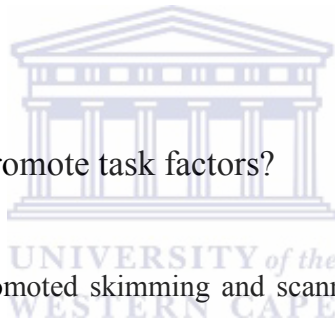 romote task factors?
UNIVERSITY of the
omoted skimming and scann
WESTERN CAPE